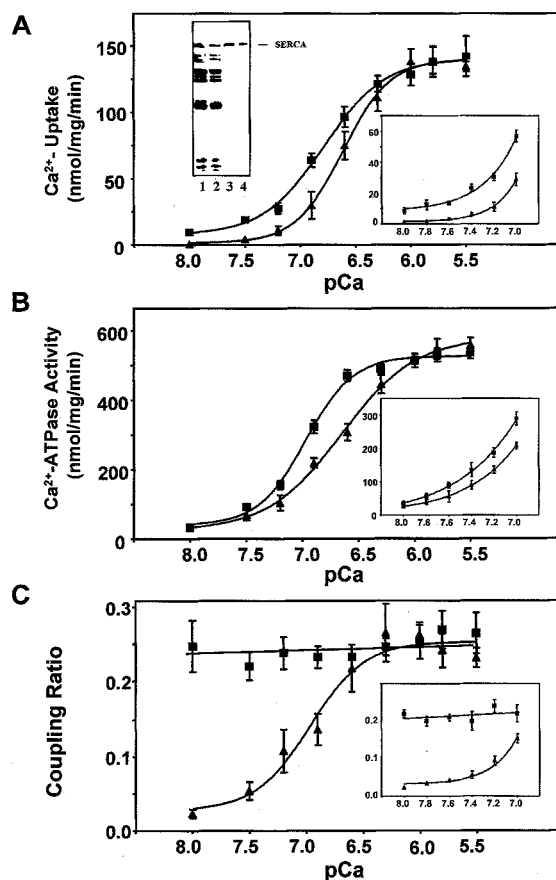 A
Ca2+- Uptake
(nmol/mg/min)
150
100
50
0
SERCA
1 2 3 4
60
40
20
0
8.0 7.8 7.6 7.4 7.2 7.0
8.0 7.5 7.0 6.5 6.0 5.5
pCa
B
Ca2+-ATPase Activity
(nmol/mg/min)
600
400
200
0
300
200
100
0
8.0 7.8 7.6 7.4 7.2 7.0
8.0 7.5 7.0 6.5 6.0 5.5
pCa
C
Coupling Ratio
0.3
0.2
0.1
0.0
0.2
0.1
0.0
8.0 7.8 7.6 7.4 7.2 7.0
8.0 7.5 7.0 6.5 6.0 5.5
pCa